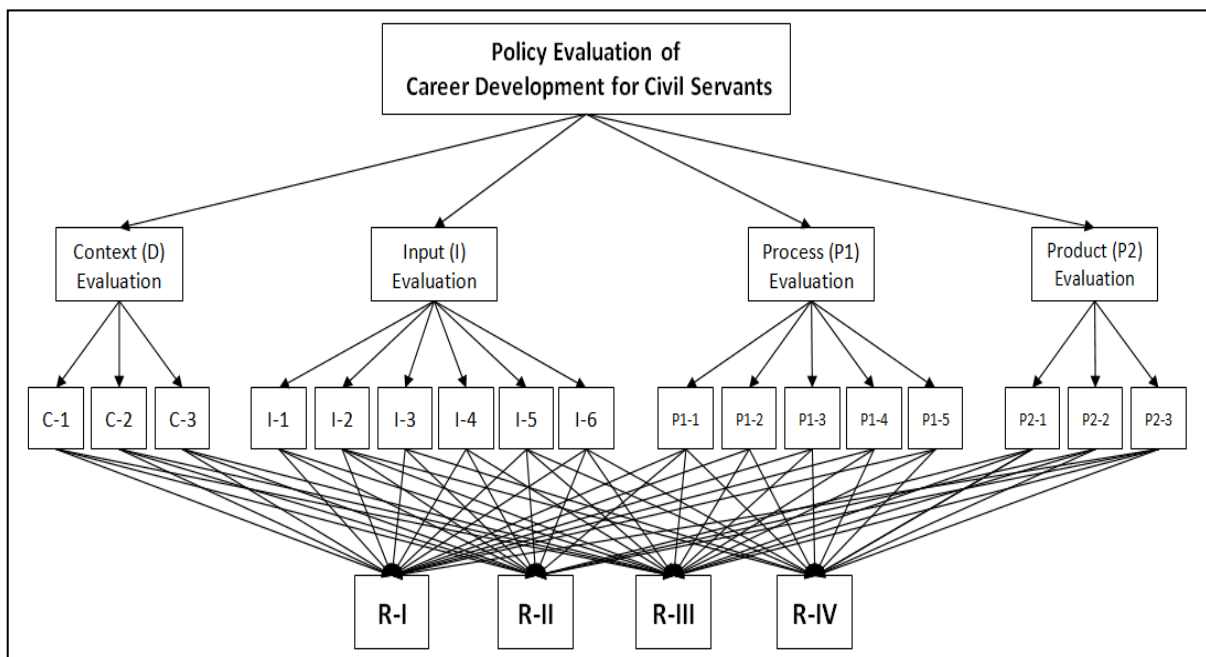 Policy Evaluation of
Career Development for Civil Servants
Context (D)
Evaluation
Input (I)
Evaluation
Process (P1)
Evaluation
Product (P2)
Evaluation
C-1
C-2
C-3
I-1
I-2
I-3
I-4
I-5
I-6
P1-1
P1-2
P1-3
P1-4
P1-5
P2-1
P2-2
P2-3
R-I
R-II
R-III
R-IV